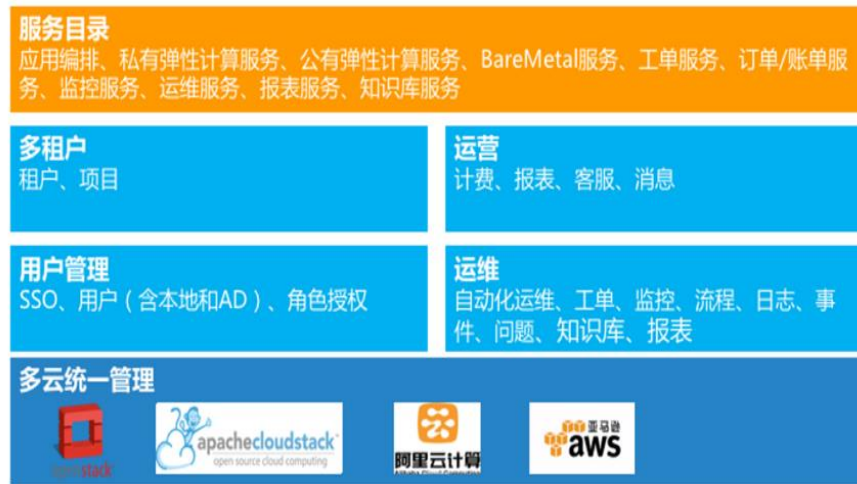 服务目录
应用编排、私有弹性计算服务、公有弹性计算服务、BareMetal服务、工单服务、订单/账单服
务、监控服务、运维服务、报表服务、知识库服务
多租户
租户、项目
运营
计费、报表、客服、消息
用户管理
SSO、用户（含本地和AD）、角色授权
运维
自动化运维、工单、监控、流程、日志、事
件、问题、知识库、报表
多云统一管理
openstack
apachecloudstack
open source cloud computing
阿里云计算
亚马逊
aws